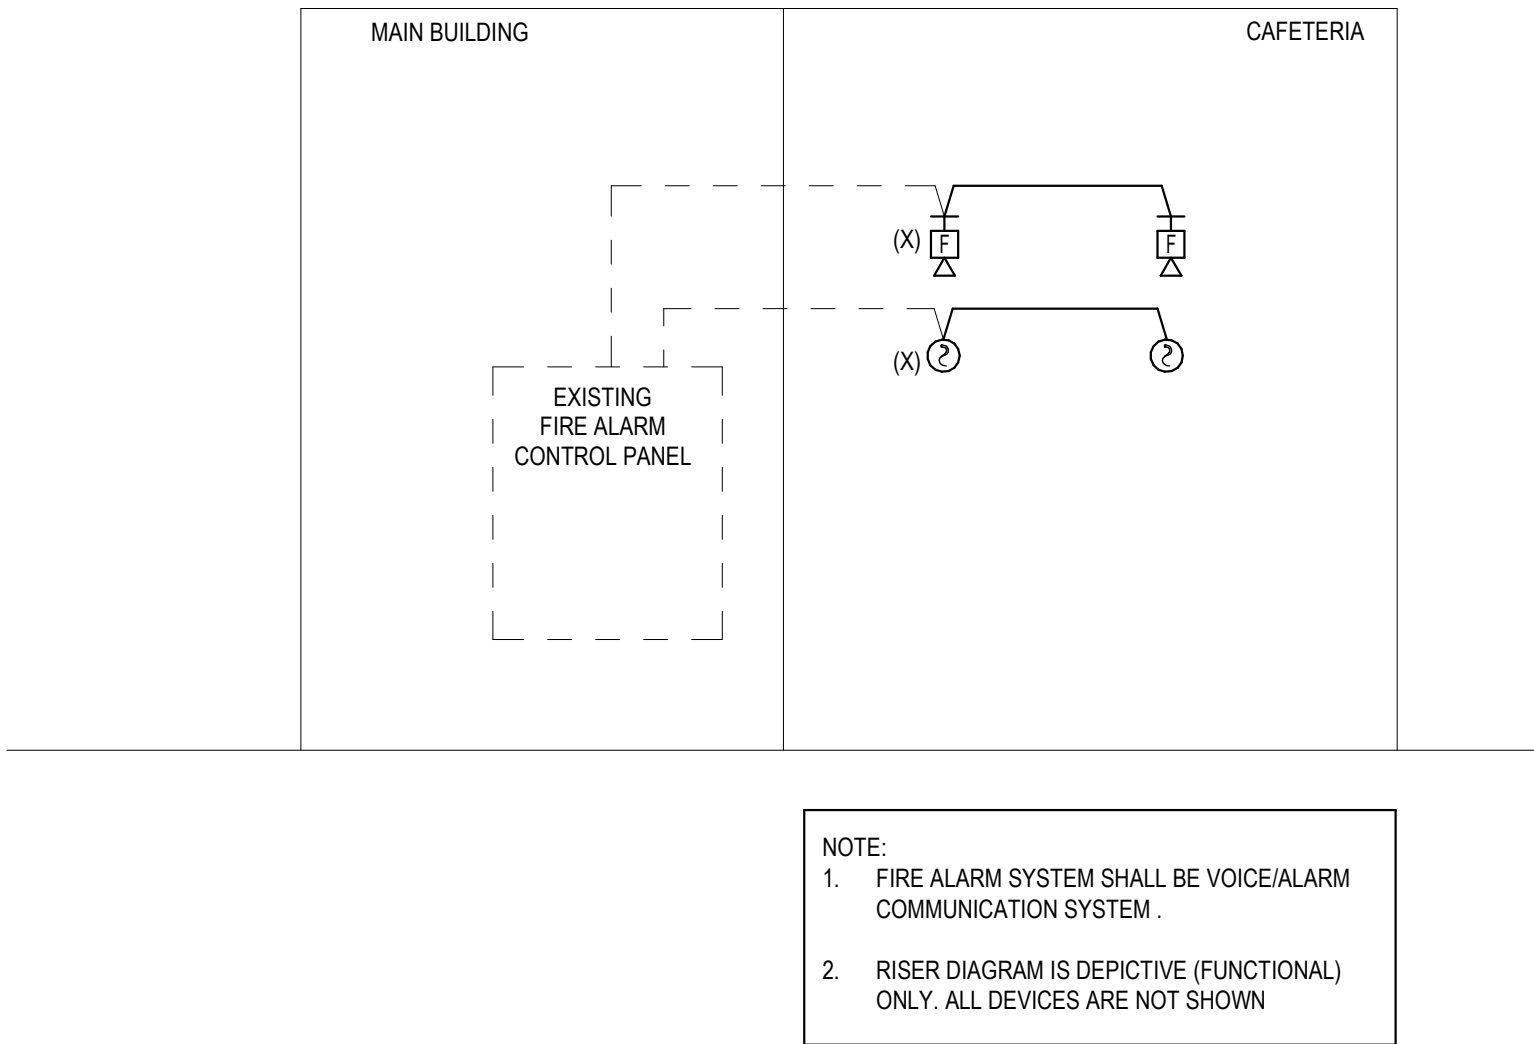 MAIN BUILDING
CAFETERIA
(X) F F
(X)
EXISTING
FIRE ALARM
CONTROL PANEL
NOTE:
1. FIRE ALARM SYSTEM SHALL BE VOICE/ALARM
COMMUNICATION SYSTEM .
2. RISER DIAGRAM IS DEPICTIVE (FUNCTIONAL)
ONLY. ALL DEVICES ARE NOT SHOWN